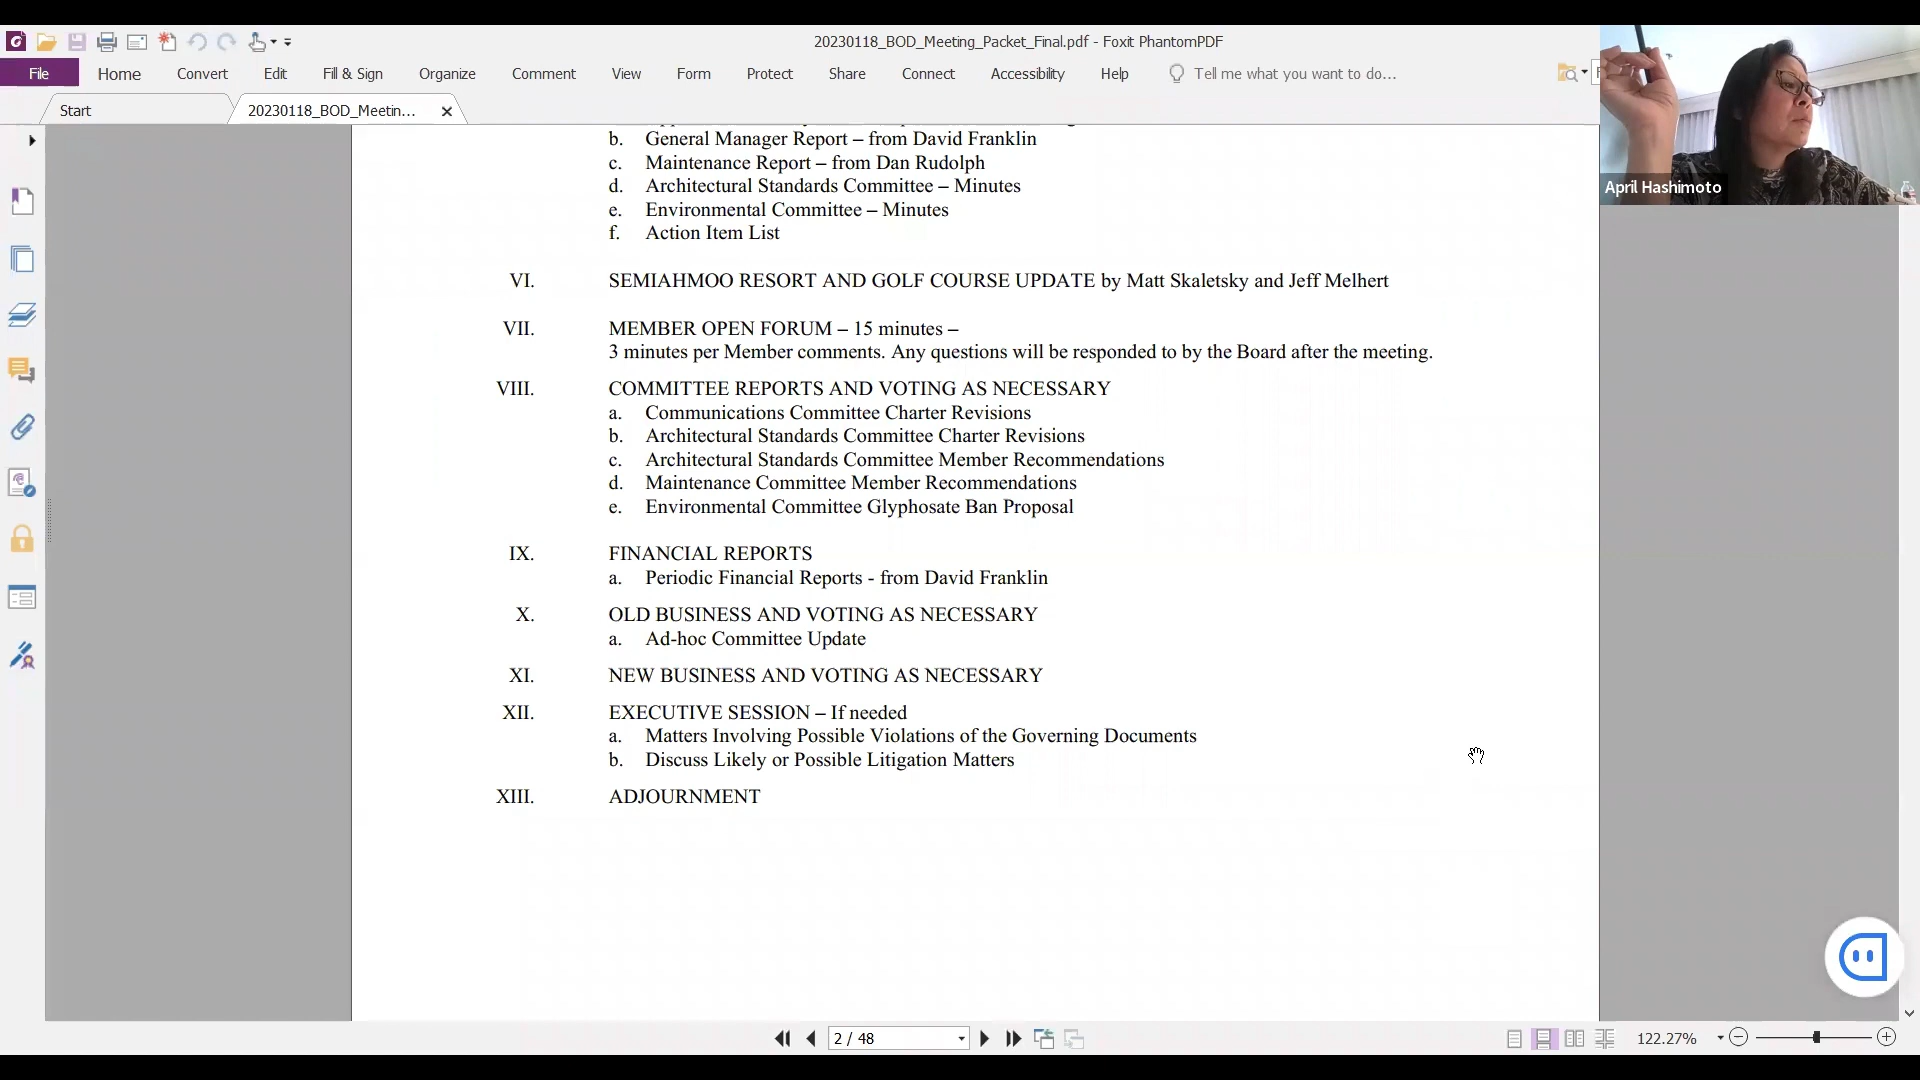 20230118_BOD_Meeting_Packet_Final.pdf - Foxit PhantomPDF
File Home Convert Edit Fill & Sign Organize Comment View Form Protect Share Connect Accessibility Help Tell me what you want to do...
Start 20230118_BOD_Meetin...
b. General Manager Report – from David Franklin
c. Maintenance Report – from Dan Rudolph
April Hashimoto
d. Architectural Standards Committee – Minutes
e. Environmental Committee – Minutes
f. Action Item List
VI. SEMIAHMOO RESORT AND GOLF COURSE UPDATE by Matt Skaletsky and Jeff Melhert
VII. MEMBER OPEN FORUM – 15 minutes –
3 minutes per Member comments. Any questions will be responded to by the Board after the meeting.
VIII. COMMITTEE REPORTS AND VOTING AS NECESSARY
a. Communications Committee Charter Revisions
b. Architectural Standards Committee Charter Revisions
c. Architectural Standards Committee Member Recommendations
d. Maintenance Committee Member Recommendations
e. Environmental Committee Glyphosate Ban Proposal
IX. FINANCIAL REPORTS
a. Periodic Financial Reports - from David Franklin
X. OLD BUSINESS AND VOTING AS NECESSARY
a. Ad-hoc Committee Update
XI. NEW BUSINESS AND VOTING AS NECESSARY
XII. EXECUTIVE SESSION – If needed
a. Matters Involving Possible Violations of the Governing Documents
b. Discuss Likely or Possible Litigation Matters
XIII. ADJOURNMENT
2 / 48
122.27%